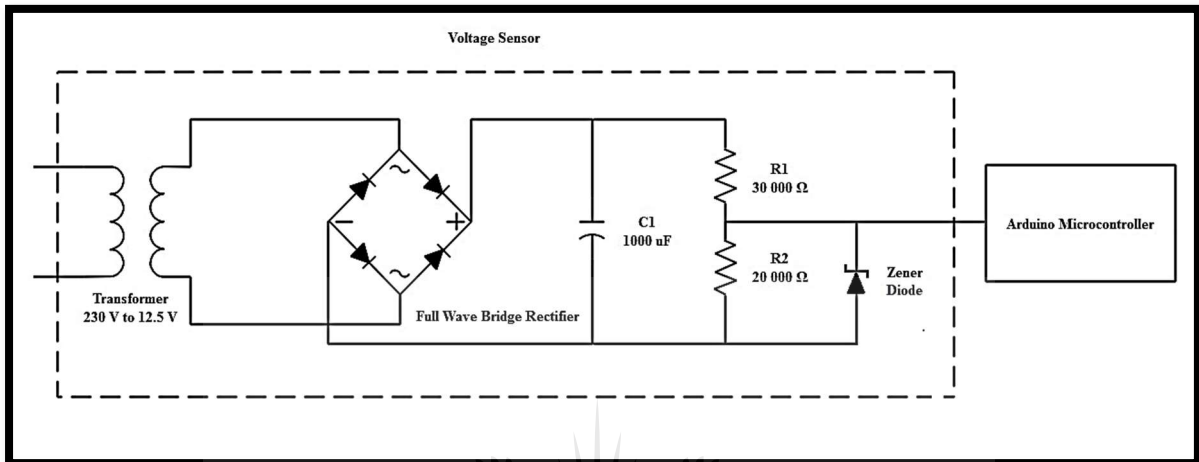 Voltage Sensor
R1
30 000 Ω
C1
1000 uF
R2
20 000 Ω
Zener
Diode
Arduino Microcontroller
Transformer
230 V to 12.5 V
Full Wave Bridge Rectifier
~
~
−
+